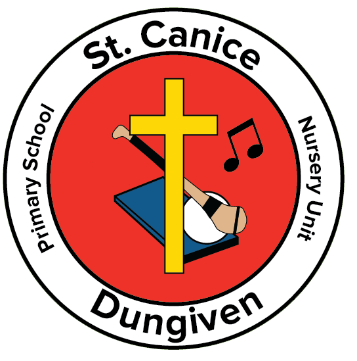 St. Canice
Primary School
Nursery Unit
Dungiven